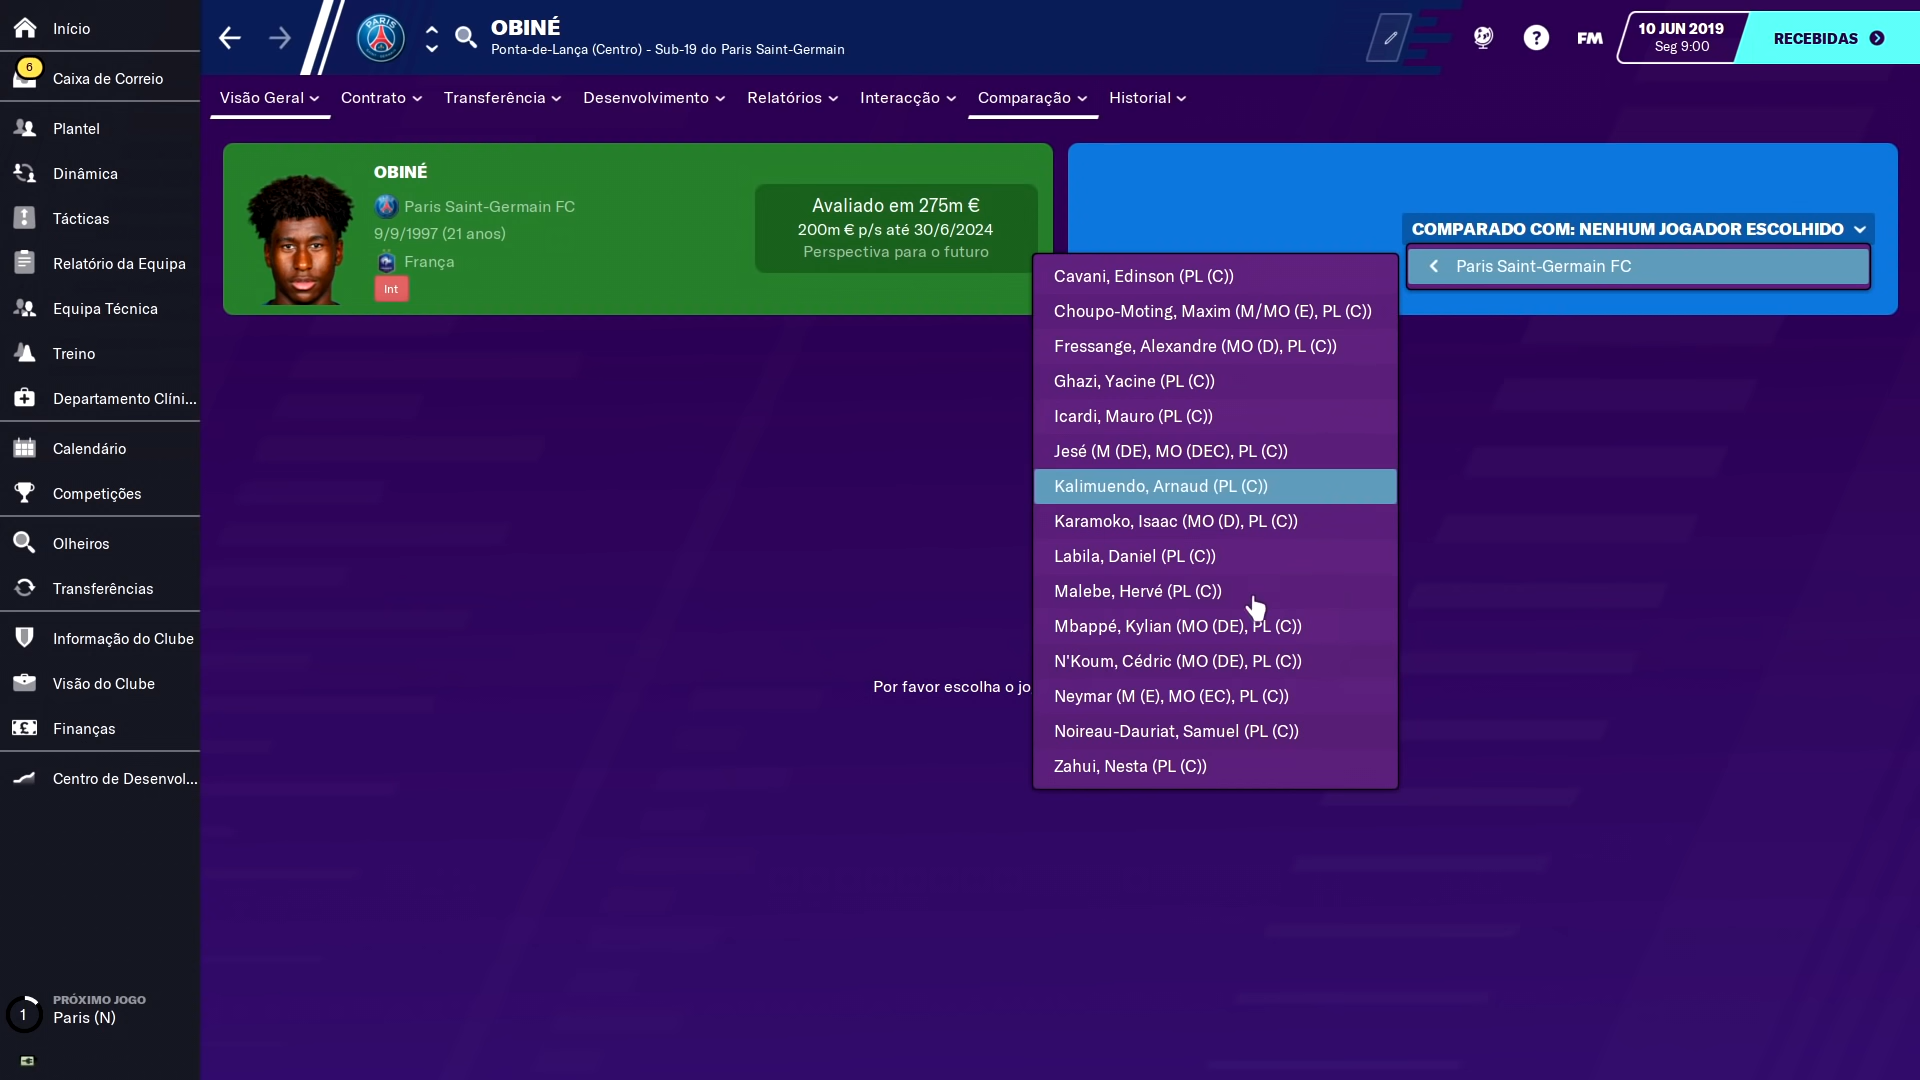 Início
6
Caixa de Correio
Plantel
Dinâmica
Tácticas
Relatório da Equipa
Equipa Técnica
Treino
Departamento Clíni...
Calendário
Competições
Olheiros
Transferências
Informação do Clube
Visão do Clube
Finanças
Centro de Desenvol...
PRÓXIMO JOGO
1
Paris (N)
PARIS
OBINÉ
Ponta-de-Lança (Centro) - Sub-19 do Paris Saint-Germain
?
FM
10 JUN 2019
Seg 9:00
RECEBIDAS
Visão Geral
Contrato
Transferência
Desenvolvimento
Relatórios
Interacção
Comparação
Historial
OBINÉ
Paris Saint-Germain FC
9/9/1997 (21 anos)
França
Int
Avaliado em 275m €
200m € p/s até 30/6/2024
Perspectiva para o futuro
COMPARADO COM: NENHUM JOGADOR ESCOLHIDO
Paris Saint-Germain FC
Cavani, Edinson (PL (C))
Choupo-Moting, Maxim (M/MO (E), PL (C))
Fressange, Alexandre (MO (D), PL (C))
Ghazi, Yacine (PL (C))
Icardi, Mauro (PL (C))
Jesé (M (DE), MO (DEC), PL (C))
Kalimuendo, Arnaud (PL (C))
Karamoko, Isaac (MO (D), PL (C))
Labila, Daniel (PL (C))
Malebe, Hervé (PL (C))
Mbappé, Kylian (MO (DE), PL (C))
N'Koum, Cédric (MO (DE), PL (C))
Neymar (M (E), MO (EC), PL (C))
Noireau-Dauriat, Samuel (PL (C))
Zahui, Nesta (PL (C))
Por favor escolha o jo